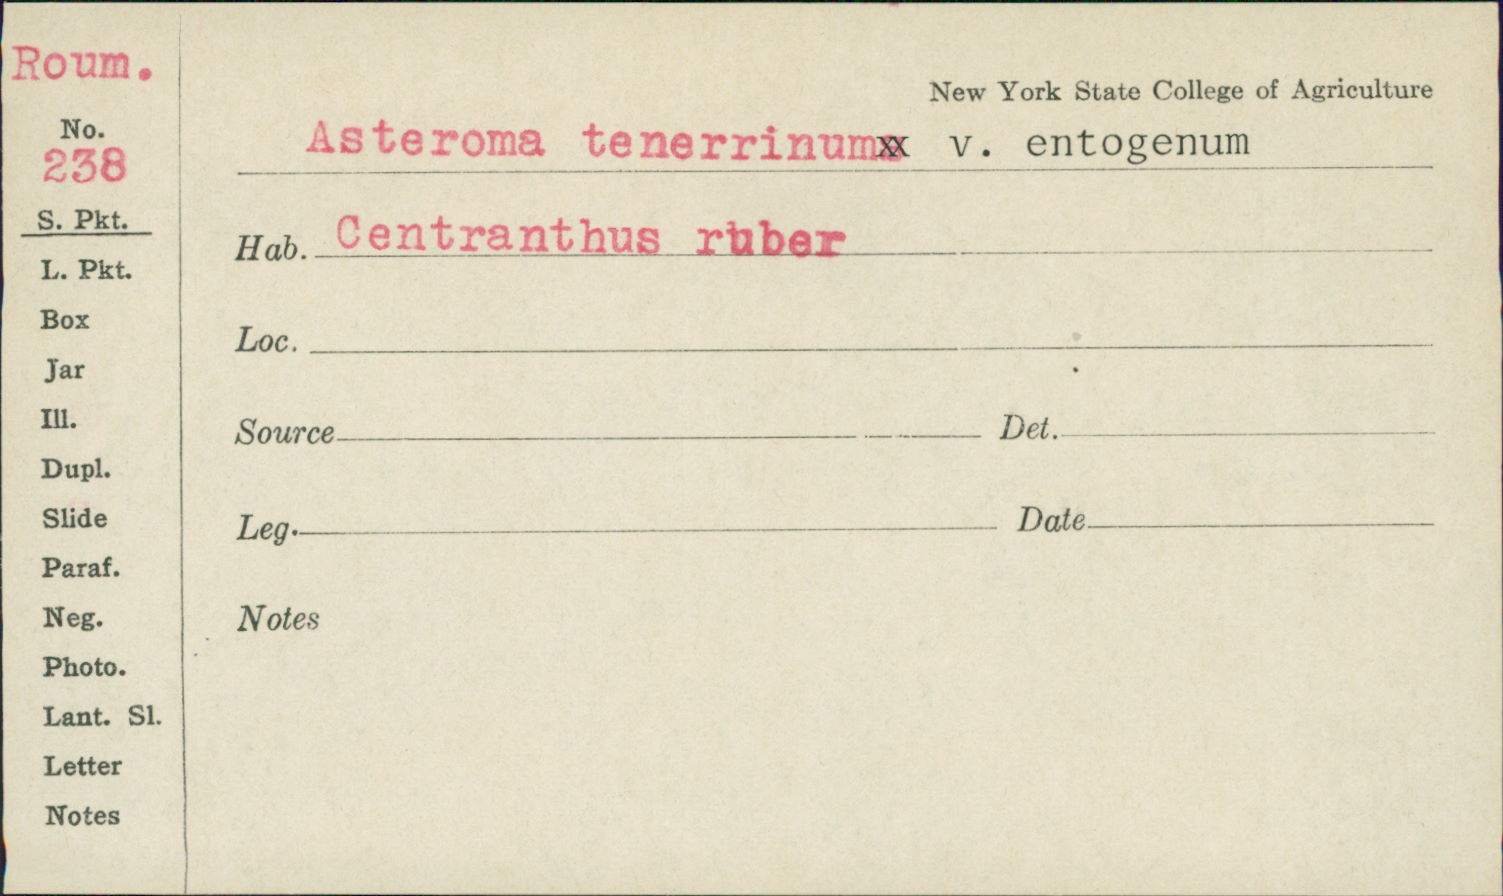 Roum.
New York State College of Agriculture
No.
238
Asteroma tenerrinumxx v. entogenum
S. Pkt.
Hab. Centranthus ruber
L. Pkt.
Box
Loc.
Jar
Ill.
Source Det.
Dupl.
Slide
Leg. Date
Paraf.
Neg.
Notes
Photo.
Lant. Sl.
Letter
Notes